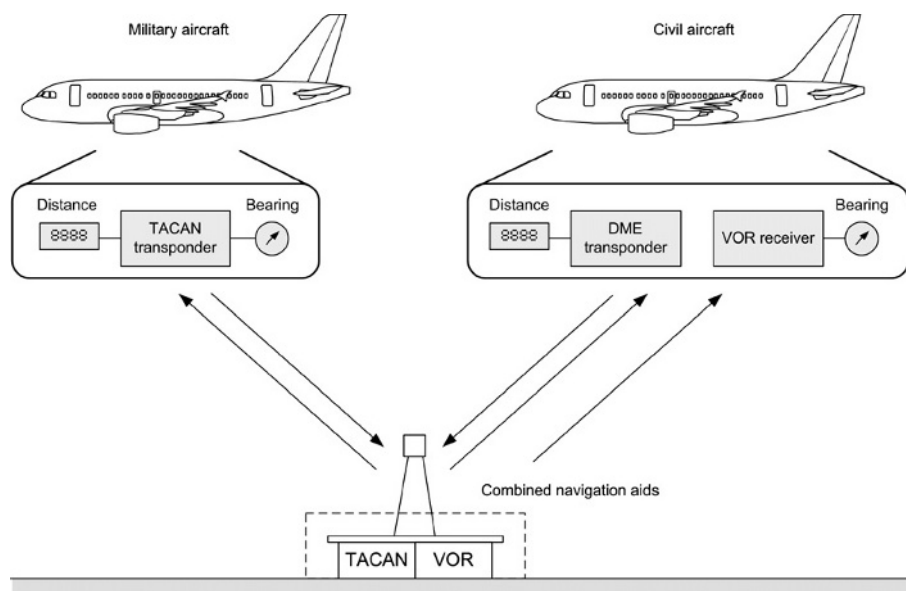 Military aircraft
Civil aircraft
Distance
Bearing
8888
TACAN
transponder
Distance
Bearing
8888
DME
transponder
VOR receiver
Combined navigation aids
TACAN
VOR